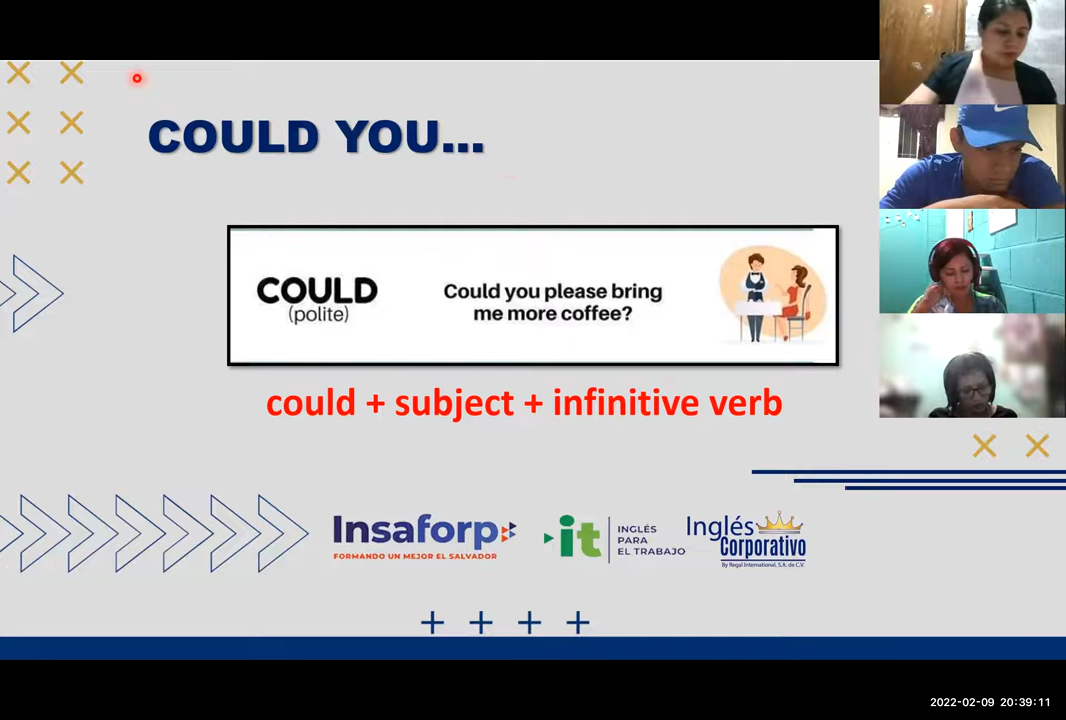 COULD YOU...
COULD
(polite)
Could you please bring
me more coffee?
could + subject + infinitive verb
Insaforp
FORMANDO UN MEJOR EL SALVADOR
it
INGLÉS
PARA
EL TRABAJO
Inglés
Corporativo
By Regal International, S.A. de C.V.
2022-02-09 20:39:11